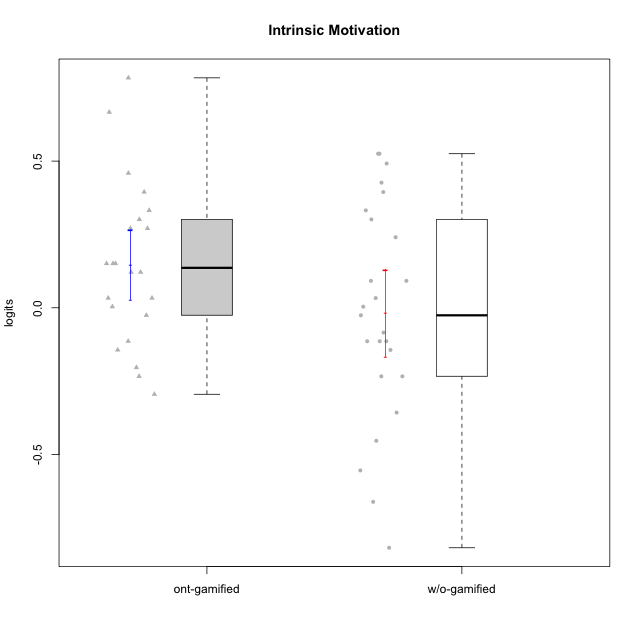 Intrinsic Motivation
logits
0.5
0.0
-0.5
ont-gamified
w/o-gamified